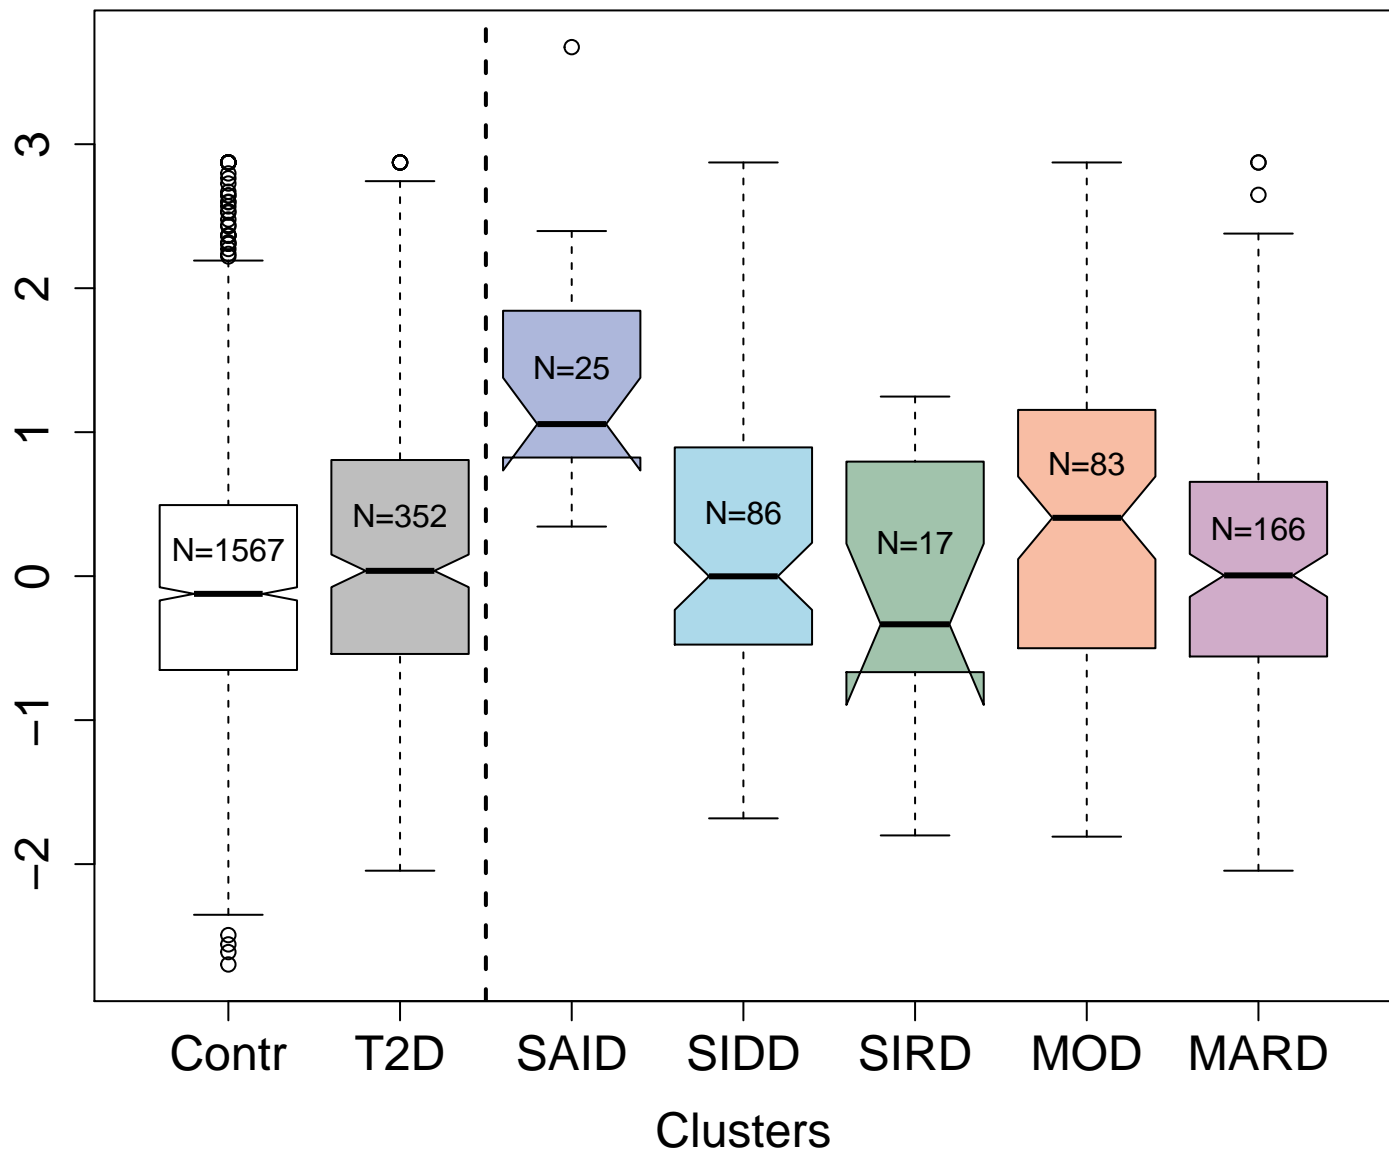 3
2
1
0
−1
−2
N=1567
N=352
N=25
N=86
N=17
N=83
N=166
Contr
T2D
SAID
SIDD
SIRD
MOD
MARD
Clusters